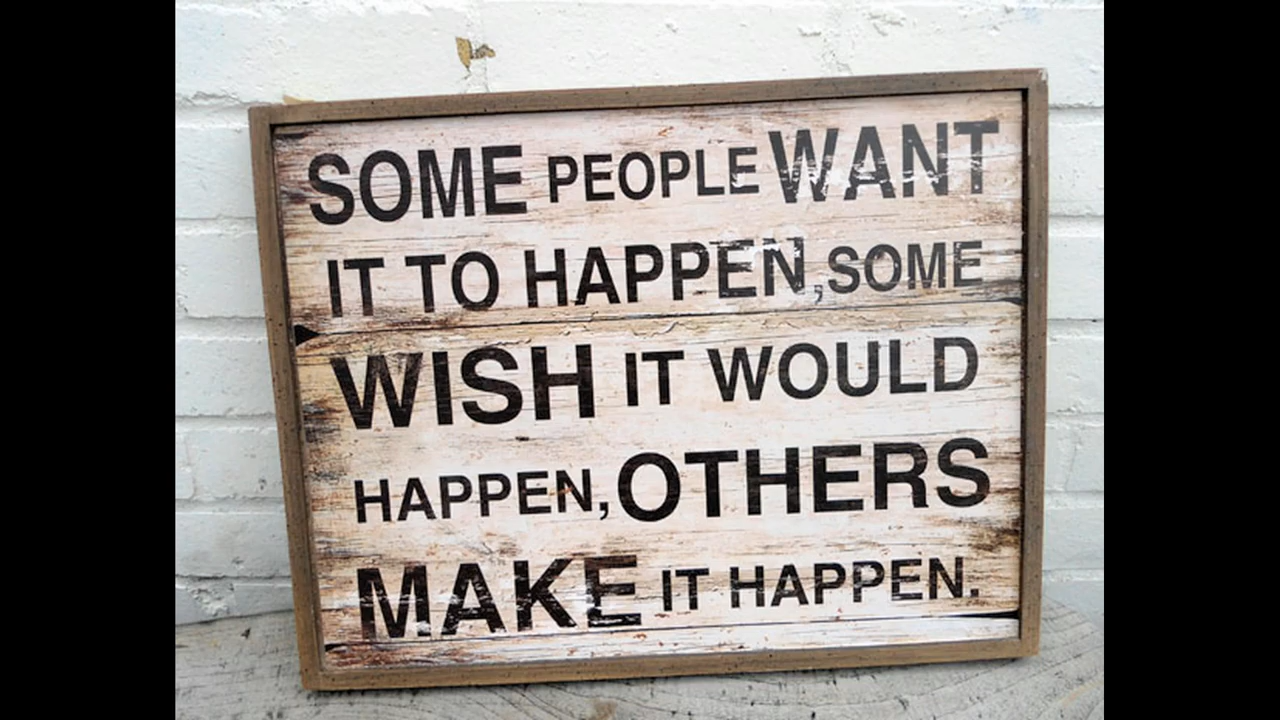 SOME PEOPLE WANT
IT TO HAPPEN, SOME
WISH IT WOULD
HAPPEN, OTHERS
MAKE IT HAPPEN.